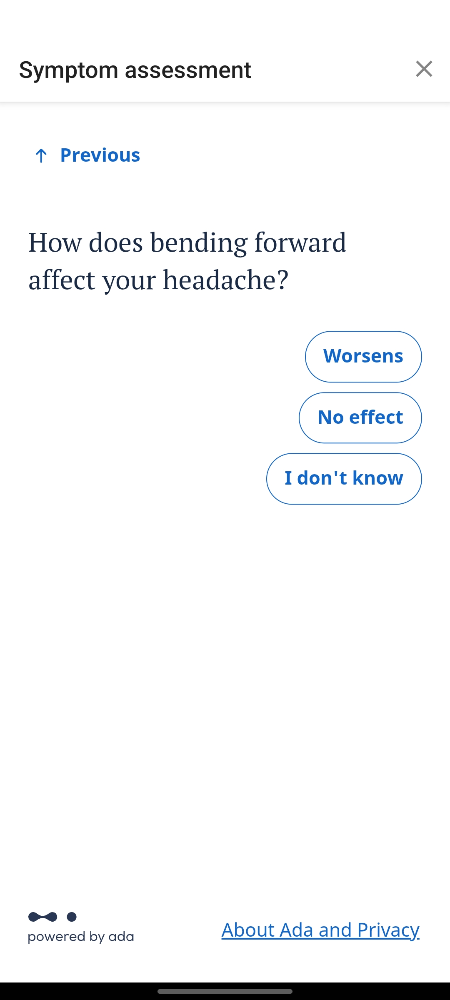 Symptom assessment
Previous
How does bending forward
affect your headache?
Worsens
No effect
I don't know
powered by ada
About Ada and Privacy